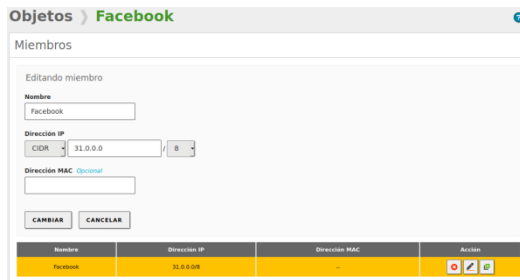 Objetos ⟩ Facebook
?
Miembros
Editando miembro
Nombre
Facebook
Dirección IP
CIDR 31.0.0.0 / 8
Dirección MAC Opcional
CAMBIAR CANCELAR
Nombre Dirección IP Dirección MAC Acción
Facebook 31.0.0.0/8 --